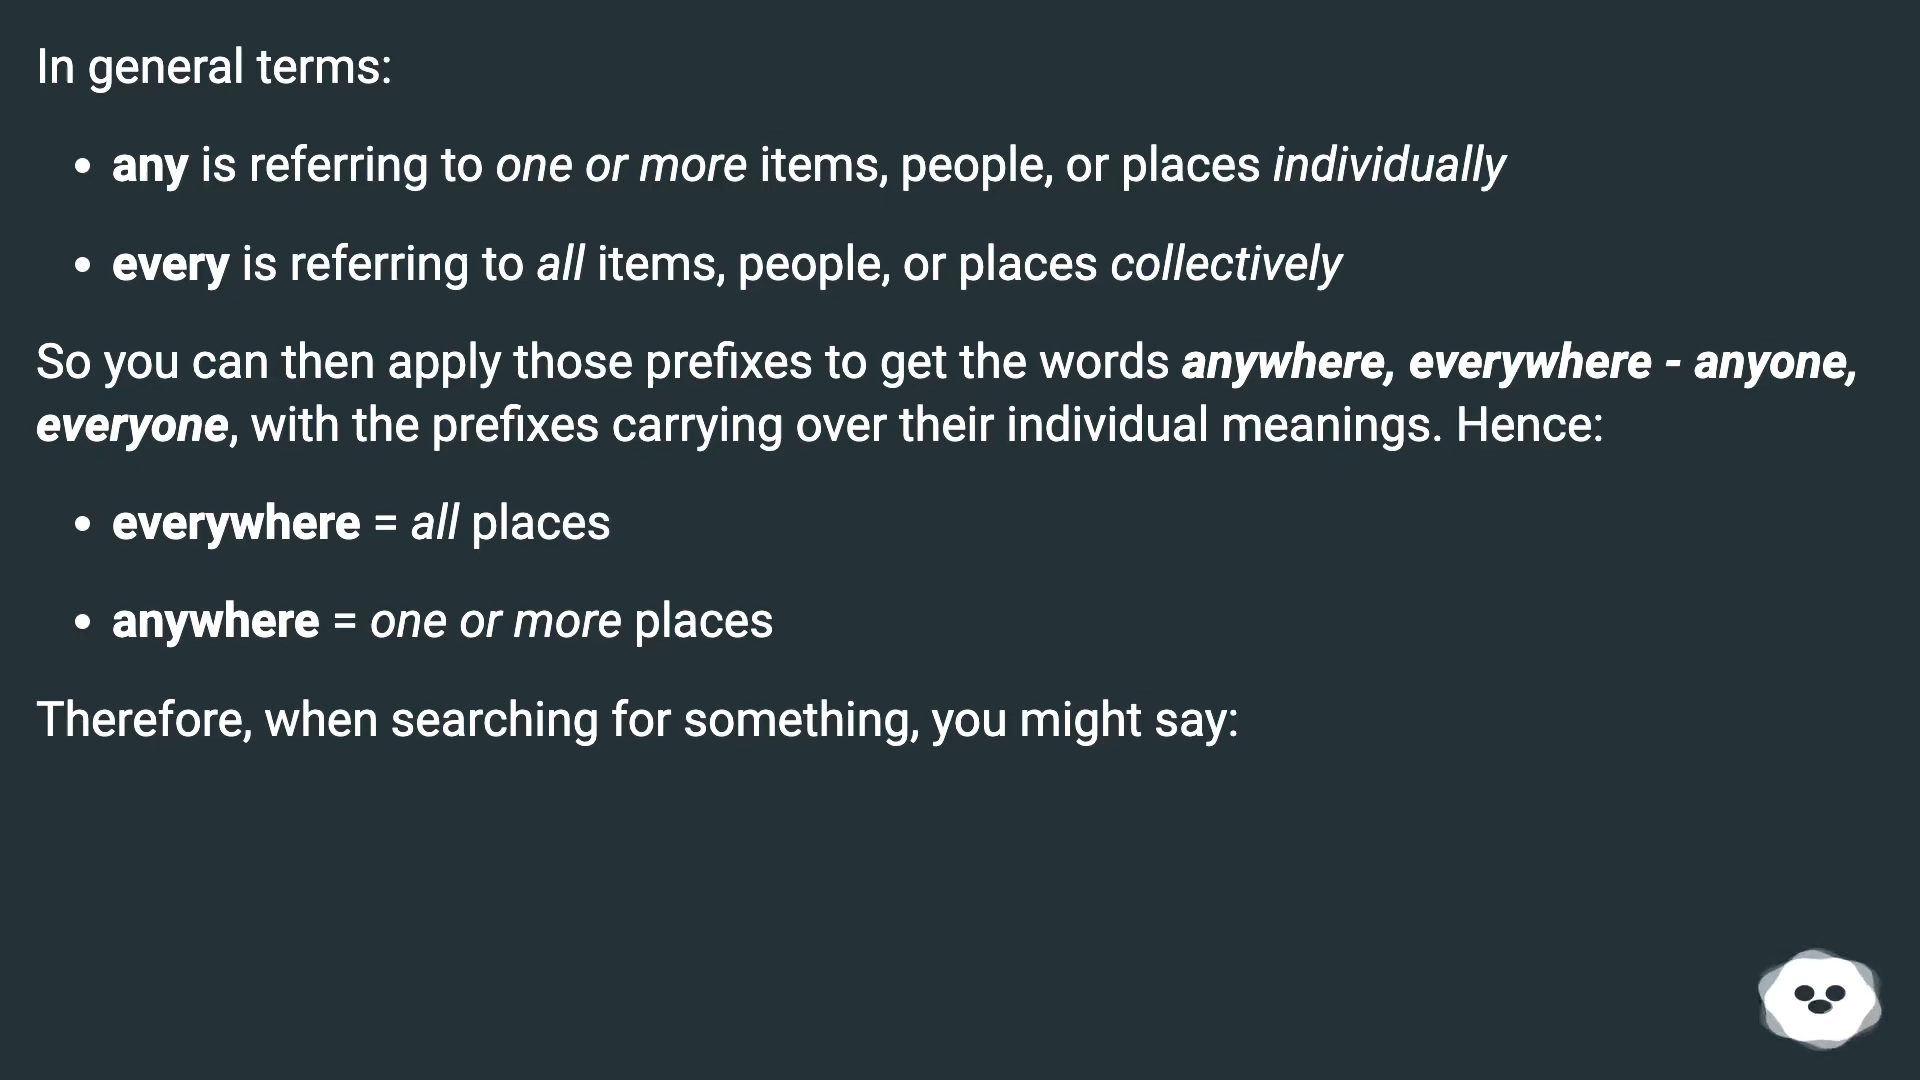 In general terms:
• any is referring to one or more items, people, or places individually
• every is referring to all items, people, or places collectively
So you can then apply those prefixes to get the words anywhere, everywhere - anyone,
everyone, with the prefixes carrying over their individual meanings. Hence:
• everywhere = all places
• anywhere = one or more places
Therefore, when searching for something, you might say: